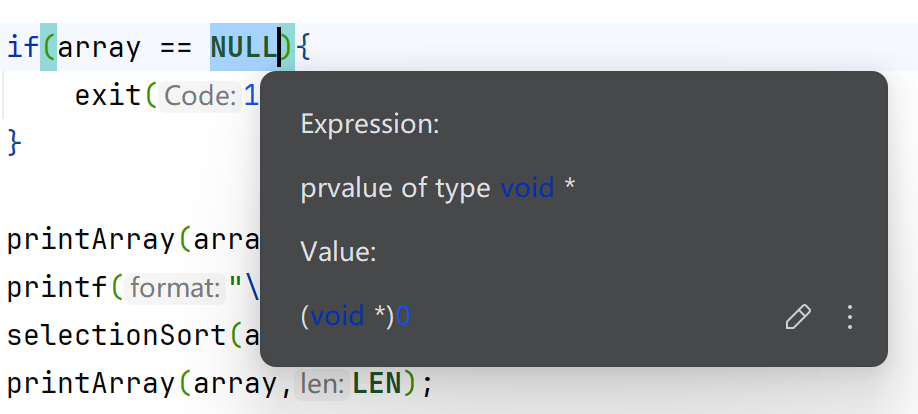 if(array == NULL){
exit(Code:1
}
Expression:
prvalue of type void *
Value:
(void *)0
printArray(arra
printf(format:"\
selectionSort(a
printArray(array,len:LEN);